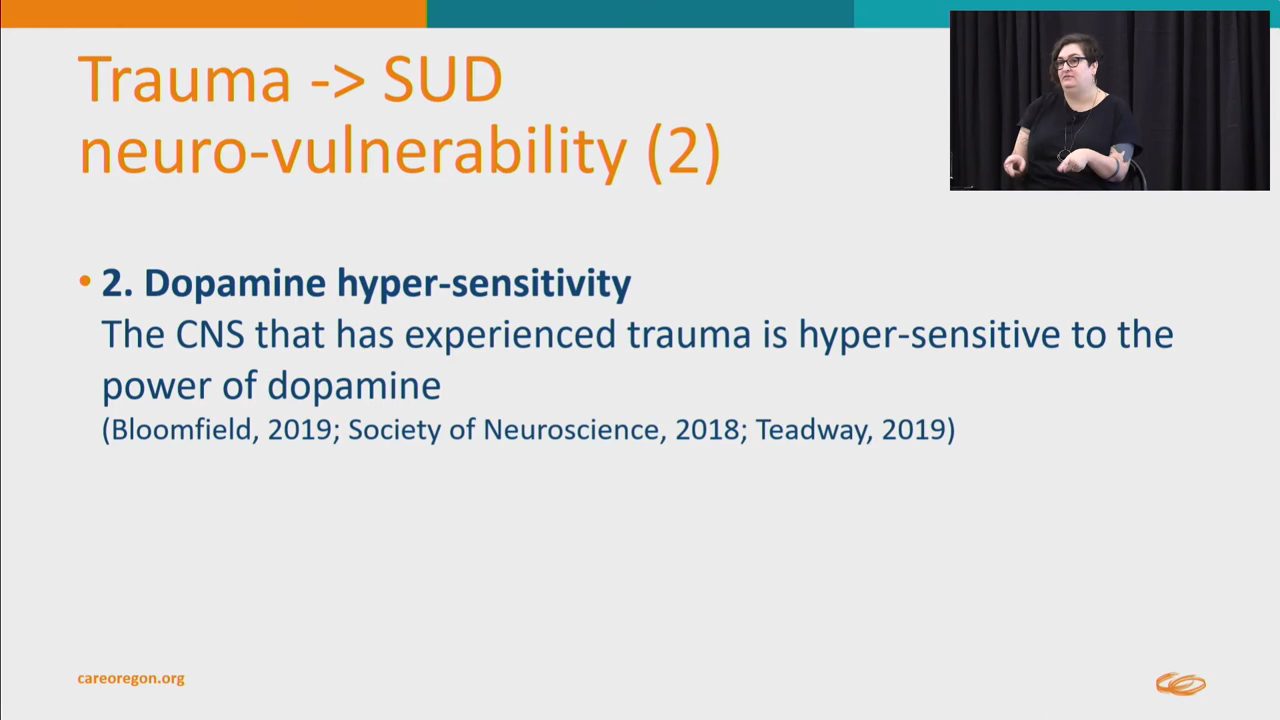 Trauma -> SUD
neuro-vulnerability (2)
• 2. Dopamine hyper-sensitivity
The CNS that has experienced trauma is hyper-sensitive to the
power of dopamine
(Bloomfield, 2019; Society of Neuroscience, 2018; Teadway, 2019)
careoregon.org